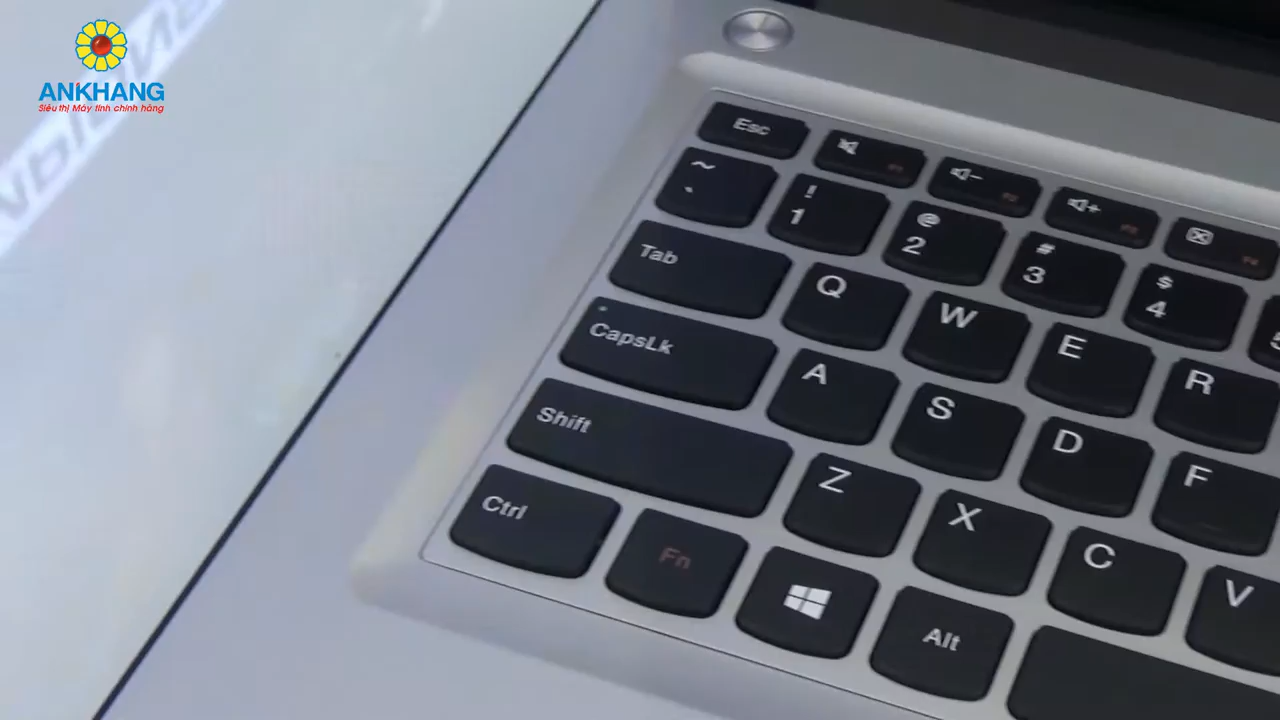 ANKHANG
Siêu thị Máy tính chính hãng
Esc
~ ! @ # $
` 1 2 3 4
Tab Q W E R
CapsLk A S D F
Shift Z X C V
Ctrl Fn Alt